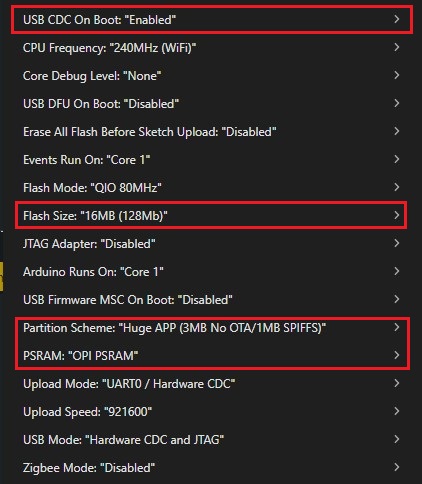 USB CDC On Boot: "Enabled"
CPU Frequency: "240MHz (WiFi)"
Core Debug Level: "None"
USB DFU On Boot: "Disabled"
Erase All Flash Before Sketch Upload: "Disabled"
Events Run On: "Core 1"
Flash Mode: "QIO 80MHz"
Flash Size: "16MB (128Mb)"
JTAG Adapter: "Disabled"
Arduino Runs On: "Core 1"
USB Firmware MSC On Boot: "Disabled"
Partition Scheme: "Huge APP (3MB No OTA/1MB SPIFFS)"
PSRAM: "OPI PSRAM"
Upload Mode: "UART0 / Hardware CDC"
Upload Speed: "921600"
USB Mode: "Hardware CDC and JTAG"
Zigbee Mode: "Disabled"